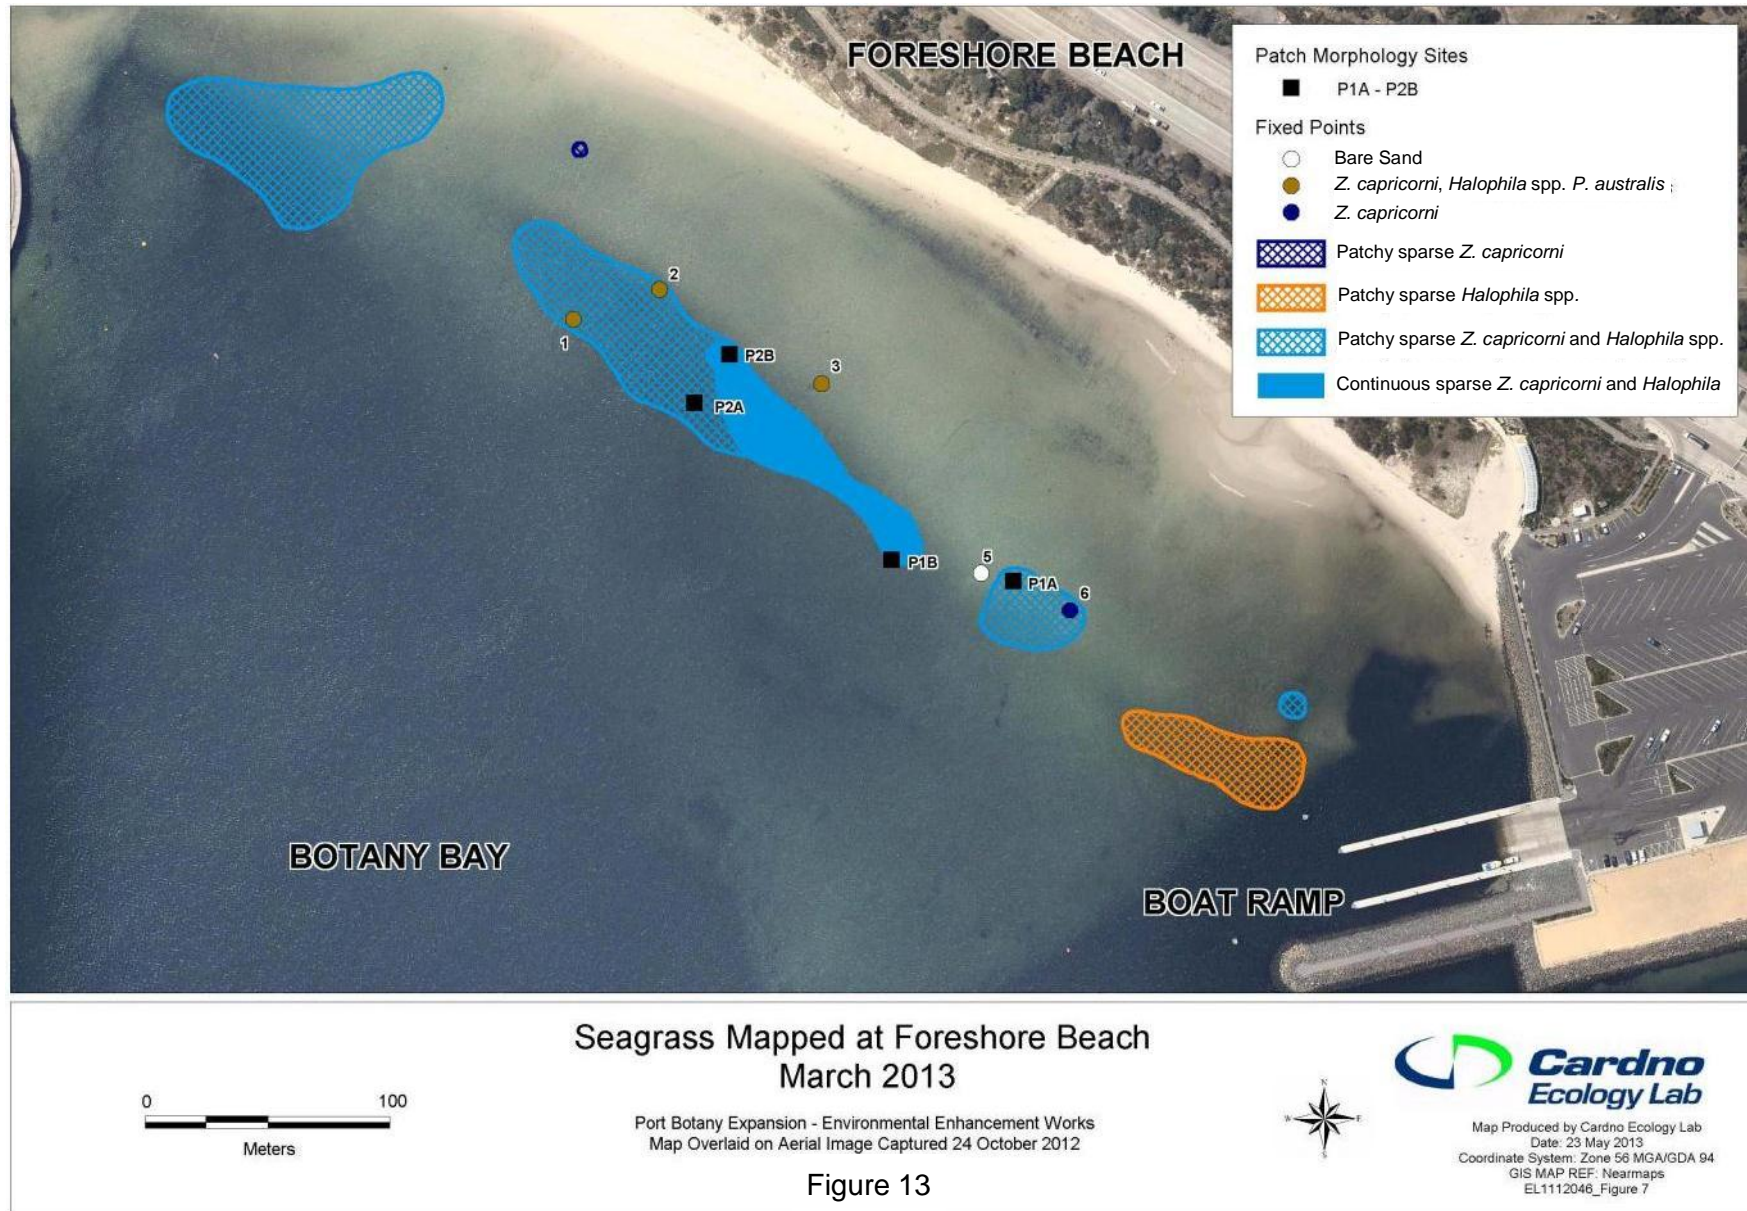 FORESHORE BEACH
Patch Morphology Sites
P1A - P2B
Fixed Points
Bare Sand
Z. capricorni, Halophila spp. P. australis ;
Z. capricorni
Patchy sparse Z. capricorni
Patchy sparse Halophila spp.
Patchy sparse Z. capricorni and Halophila spp.
Continuous sparse Z. capricorni and Halophila
2
1
P2B
3
P2A
P1B
5
P1A
6
BOTANY BAY
BOAT RAMP
Seagrass Mapped at Foreshore Beach
March 2013
0 100
Meters
Port Botany Expansion - Environmental Enhancement Works
Map Overlaid on Aerial Image Captured 24 October 2012
Figure 13
N
W E
S
Cardno
Ecology Lab
Map Produced by Cardno Ecology Lab
Date: 23 May 2013
Coordinate System: Zone 56 MGA/GDA 94
GIS MAP REF: Nearmaps
EL1112046_Figure 7